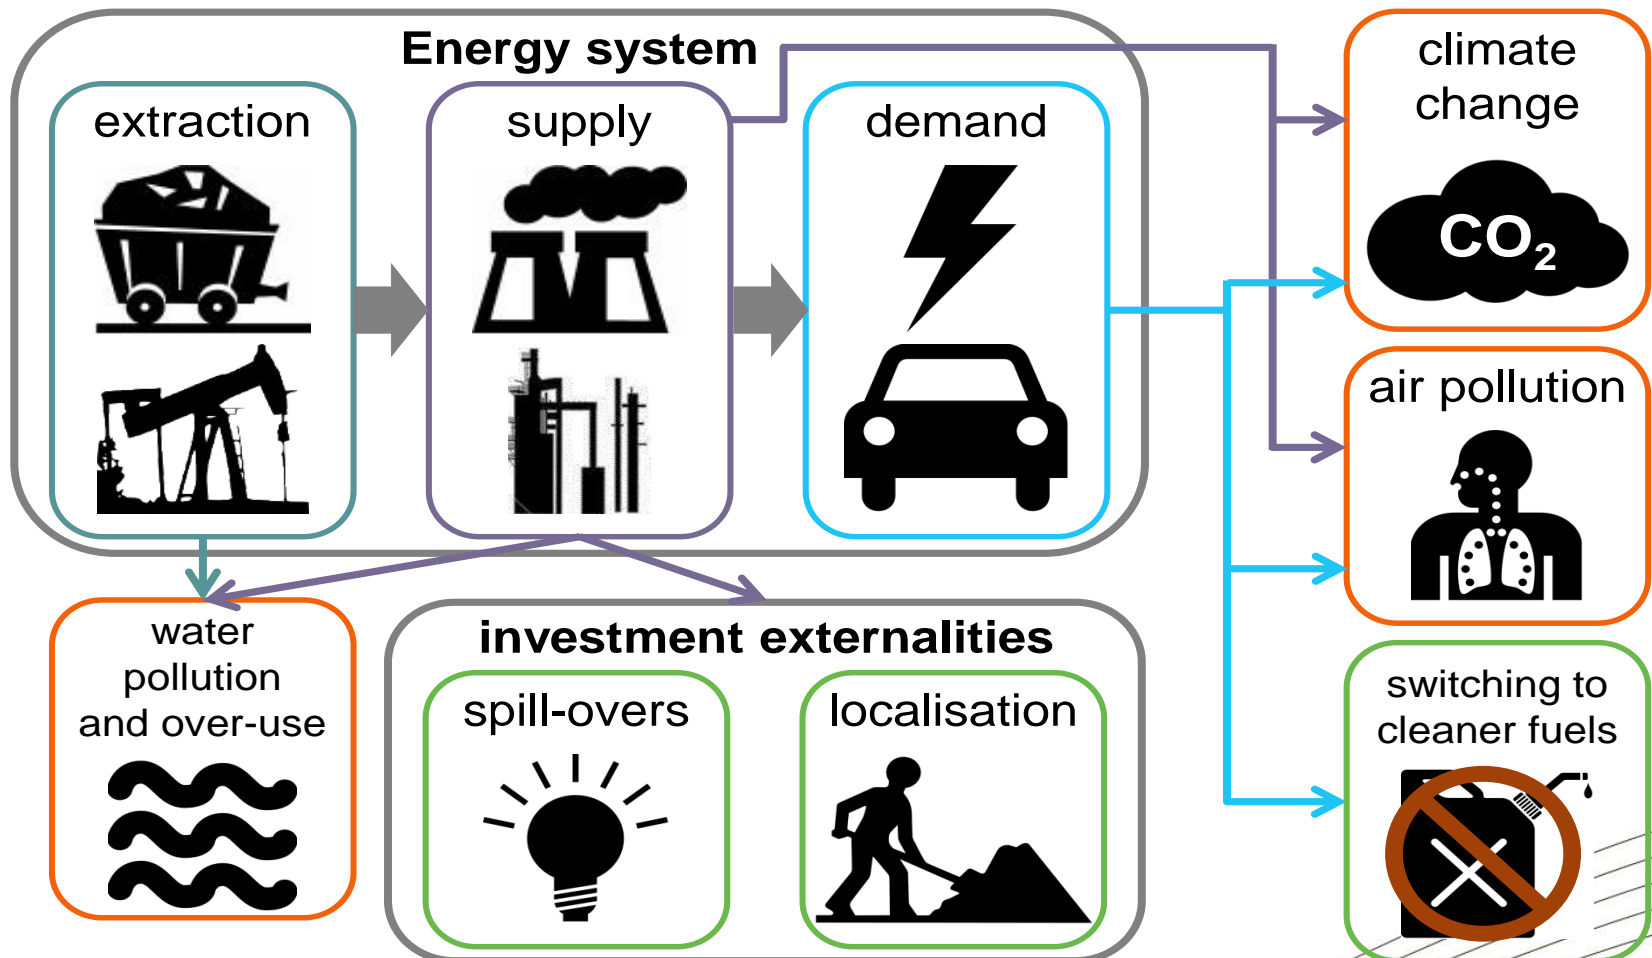 Energy system
extraction
supply
demand
climate
change
CO₂
air pollution
water
pollution
and over-use
investment externalities
spill-overs
localisation
switching to
cleaner fuels